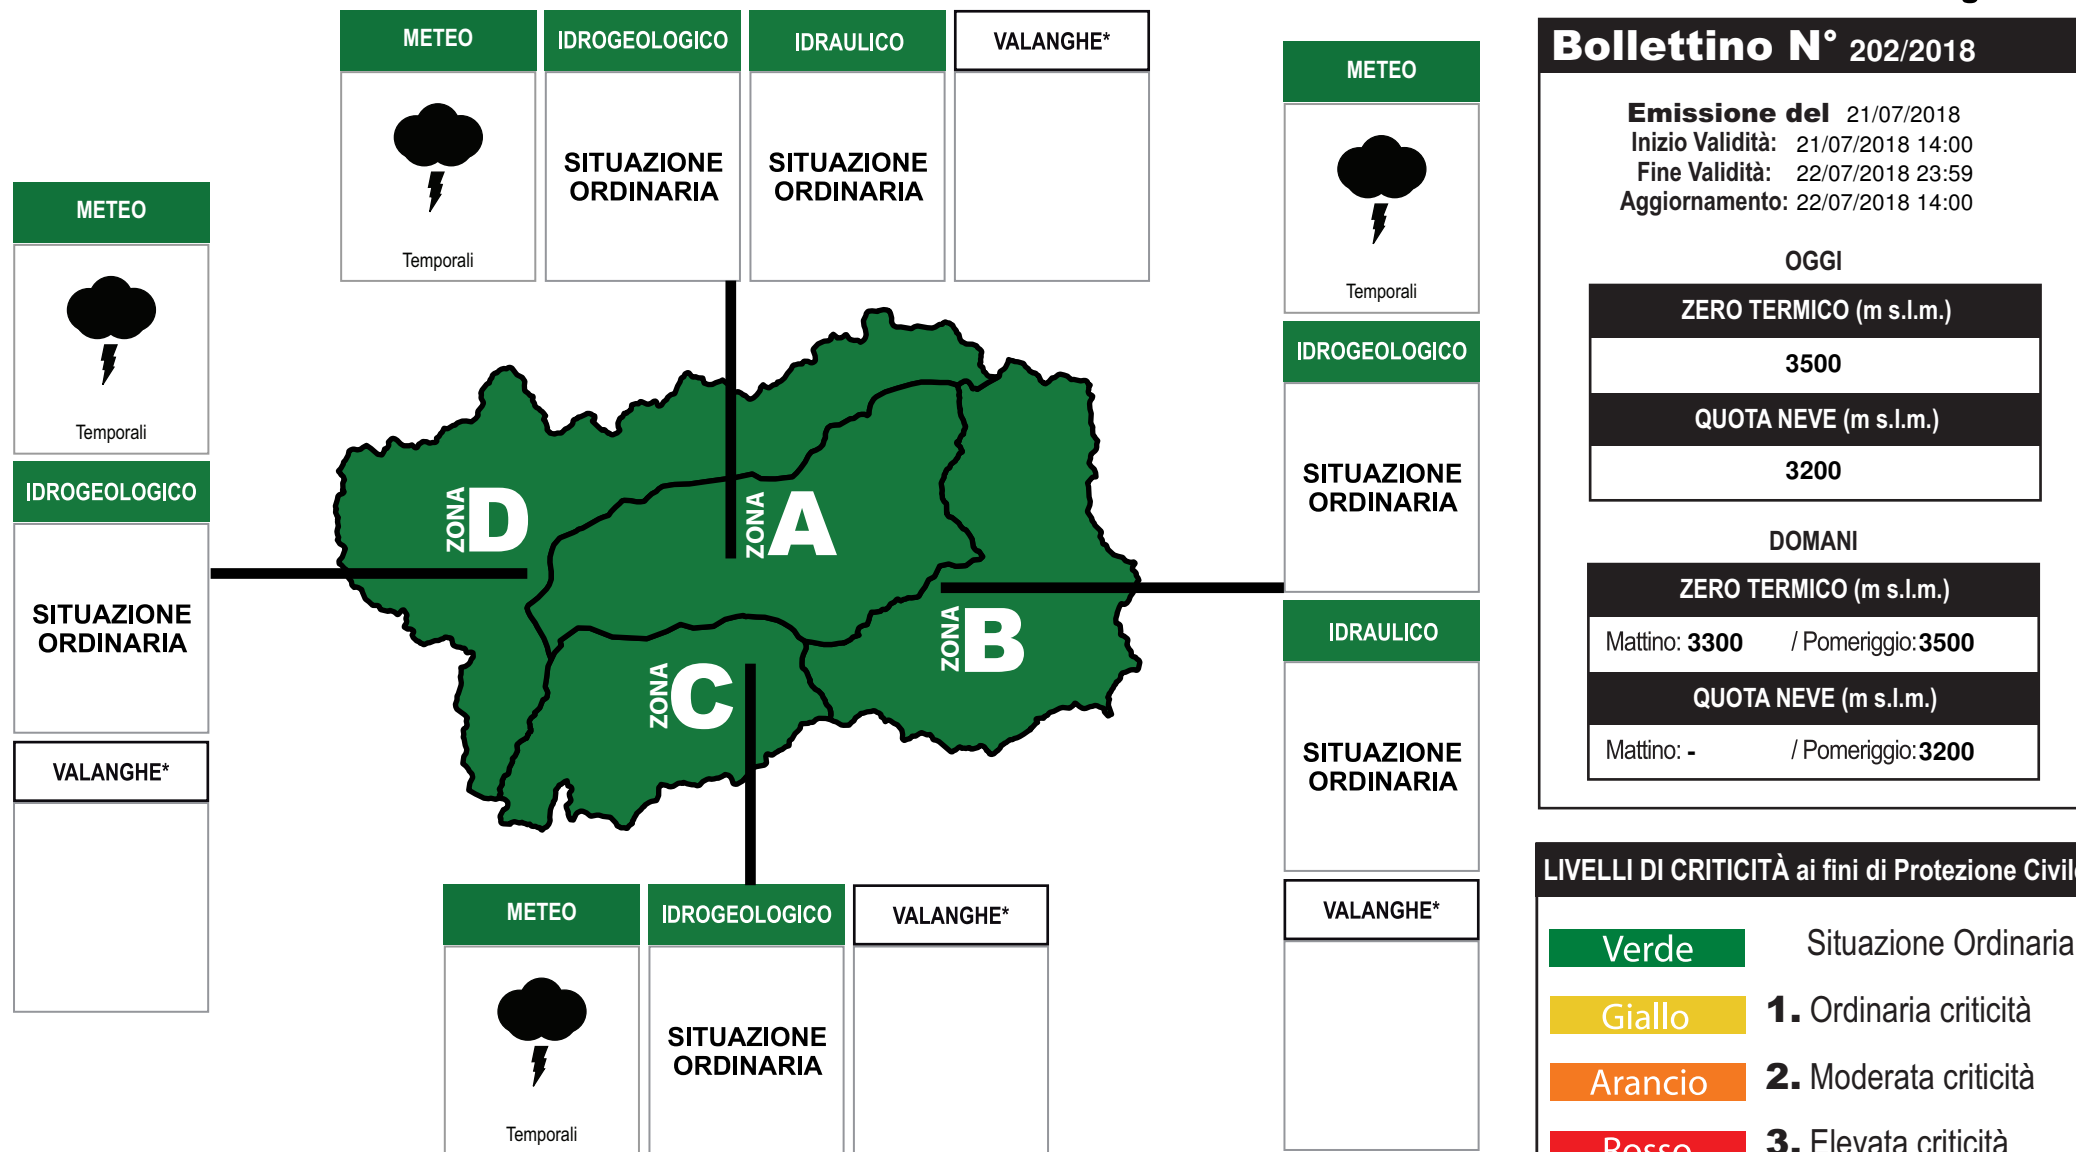 METEO IDROGEOLOGICO IDRAULICO VALANGHE*
Temporali
SITUAZIONE
ORDINARIA
SITUAZIONE
ORDINARIA
METEO
Temporali
IDROGEOLOGICO
SITUAZIONE
ORDINARIA
VALANGHE*
METEO
Temporali
IDROGEOLOGICO
SITUAZIONE
ORDINARIA
IDRAULICO
SITUAZIONE
ORDINARIA
VALANGHE*
ZONA D
ZONA A
ZONA B
ZONA C
METEO IDROGEOLOGICO VALANGHE*
Temporali
SITUAZIONE
ORDINARIA
Bollettino N° 202/2018
Emissione del 21/07/2018
Inizio Validità: 21/07/2018 14:00
Fine Validità: 22/07/2018 23:59
Aggiornamento: 22/07/2018 14:00
OGGI
ZERO TERMICO (m s.l.m.)
3500
QUOTA NEVE (m s.l.m.)
3200
DOMANI
ZERO TERMICO (m s.l.m.)
Mattino: 3300 / Pomeriggio: 3500
QUOTA NEVE (m s.l.m.)
Mattino: - / Pomeriggio: 3200
LIVELLI DI CRITICITÀ ai fini di Protezione Civile
Verde Situazione Ordinaria
Giallo 1. Ordinaria criticità
Arancio 2. Moderata criticità
Rosso 3. Elevata criticità